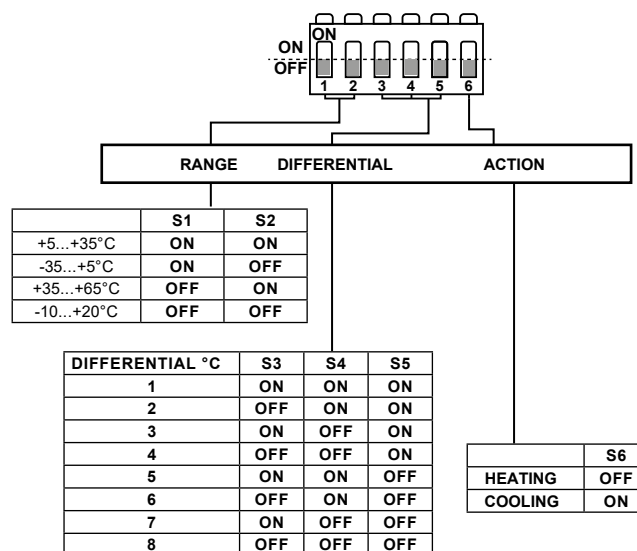 ON
ON
OFF
1 2 3 4 5 6
RANGE DIFFERENTIAL ACTION
S1 S2
+5...+35°C ON ON
-35...+5°C ON OFF
+35...+65°C OFF ON
-10...+20°C OFF OFF
DIFFERENTIAL °C S3 S4 S5
1 ON ON ON
2 OFF ON ON
3 ON OFF ON
4 OFF OFF ON
5 ON ON OFF
6 OFF ON OFF
7 ON OFF OFF
8 OFF OFF OFF
S6
HEATING OFF
COOLING ON